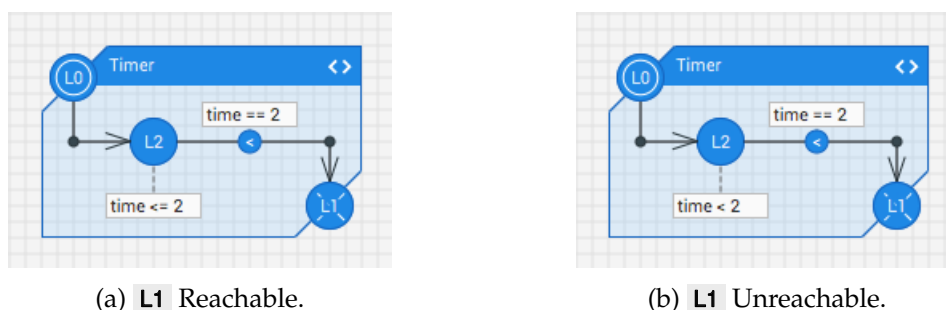 Timer <>
L0
time == 2
L2 <
time <= 2
L1
(a) L1 Reachable.
Timer <>
L0
time == 2
L2 <
time < 2
L1
(b) L1 Unreachable.